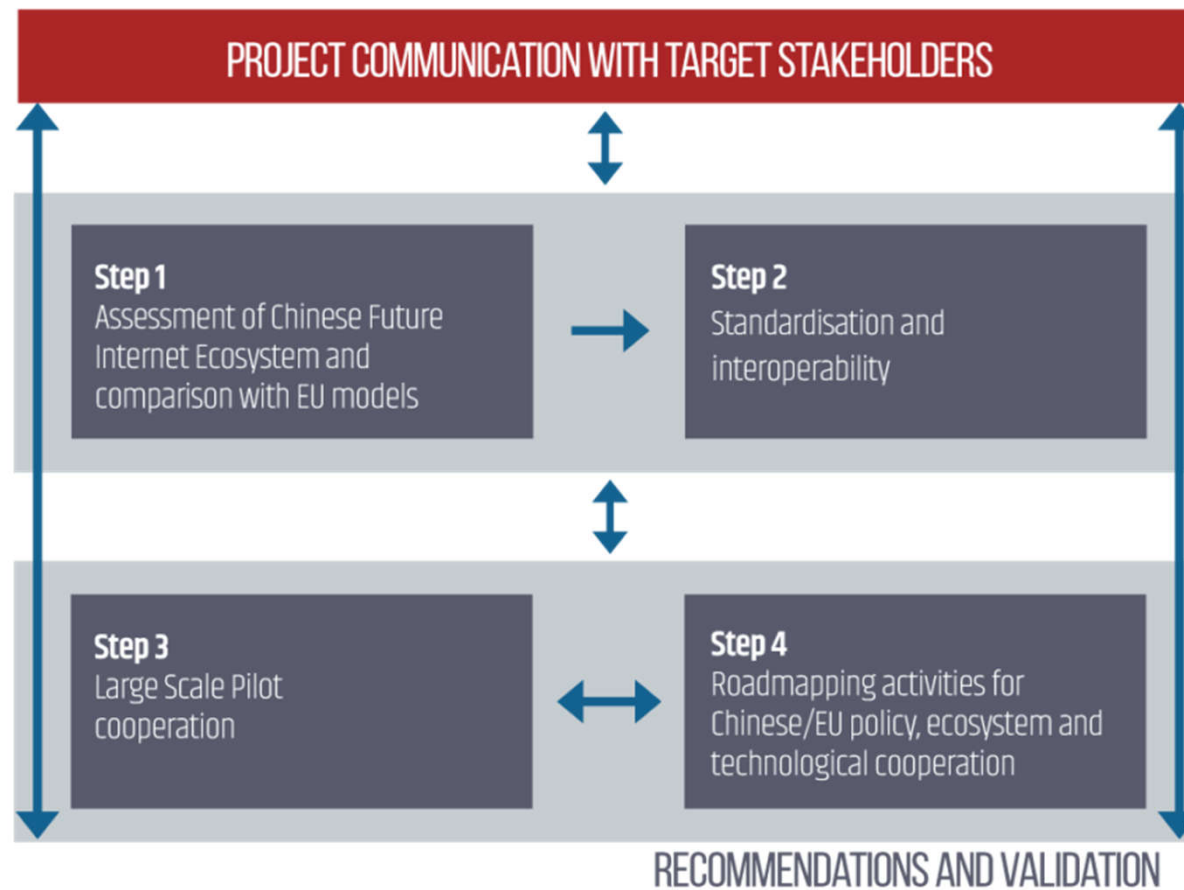 PROJECT COMMUNICATION WITH TARGET STAKEHOLDERS
Step 1
Assessment of Chinese Future
Internet Ecosystem and
comparison with EU models
Step 2
Standardisation and
interoperability
Step 3
Large Scale Pilot
cooperation
Step 4
Roadmapping activities for
Chinese/EU policy, ecosystem and
technological cooperation
RECOMMENDATIONS AND VALIDATION